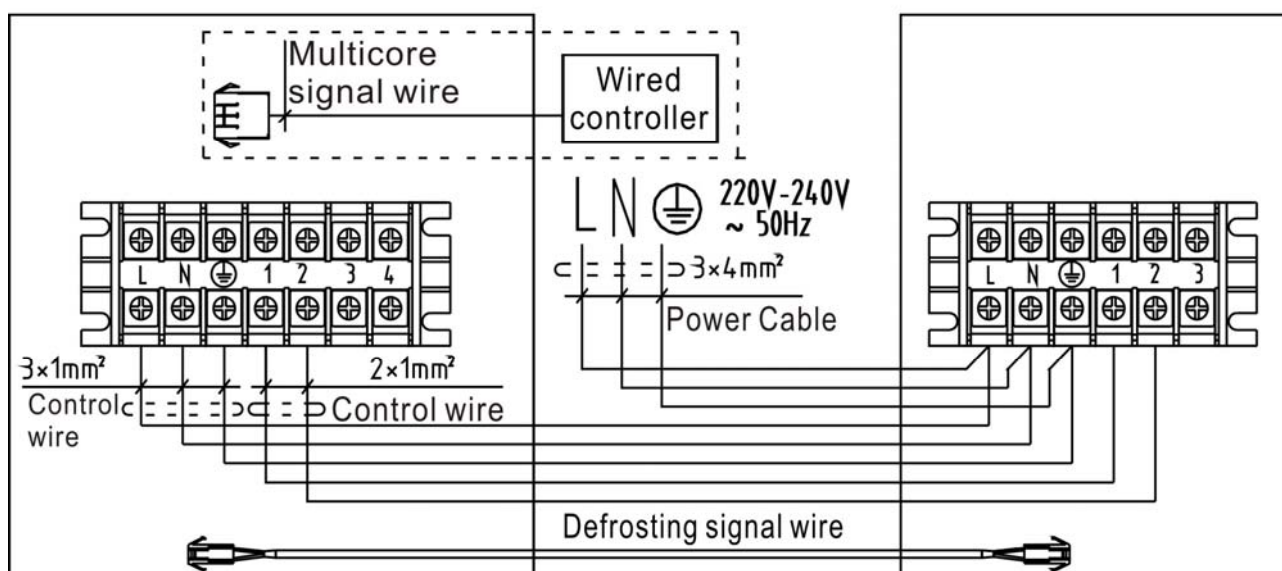 Multicore
signal wire
Wired
controller
L N 220V-240V
~ 50Hz
3×4mm²
Power Cable
L N 1 2 3 4
L N 1 2 3
3×1mm²
Control
wire
2×1mm²
Control wire
Defrosting signal wire